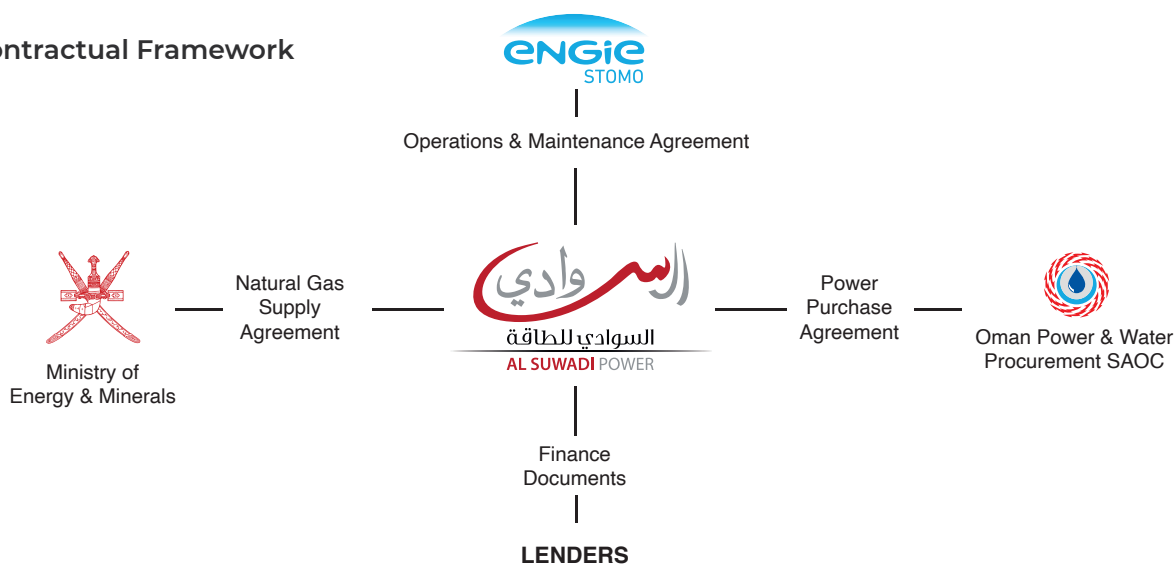 ontractual Framework
ENGIE
STOMO
Operations & Maintenance Agreement
Ministry of
Energy & Minerals
Natural Gas
Supply
Agreement
السوادي
السوادي للطاقة
AL SUWADI POWER
Power
Purchase
Agreement
Oman Power & Water
Procurement SAOC
Finance
Documents
LENDERS